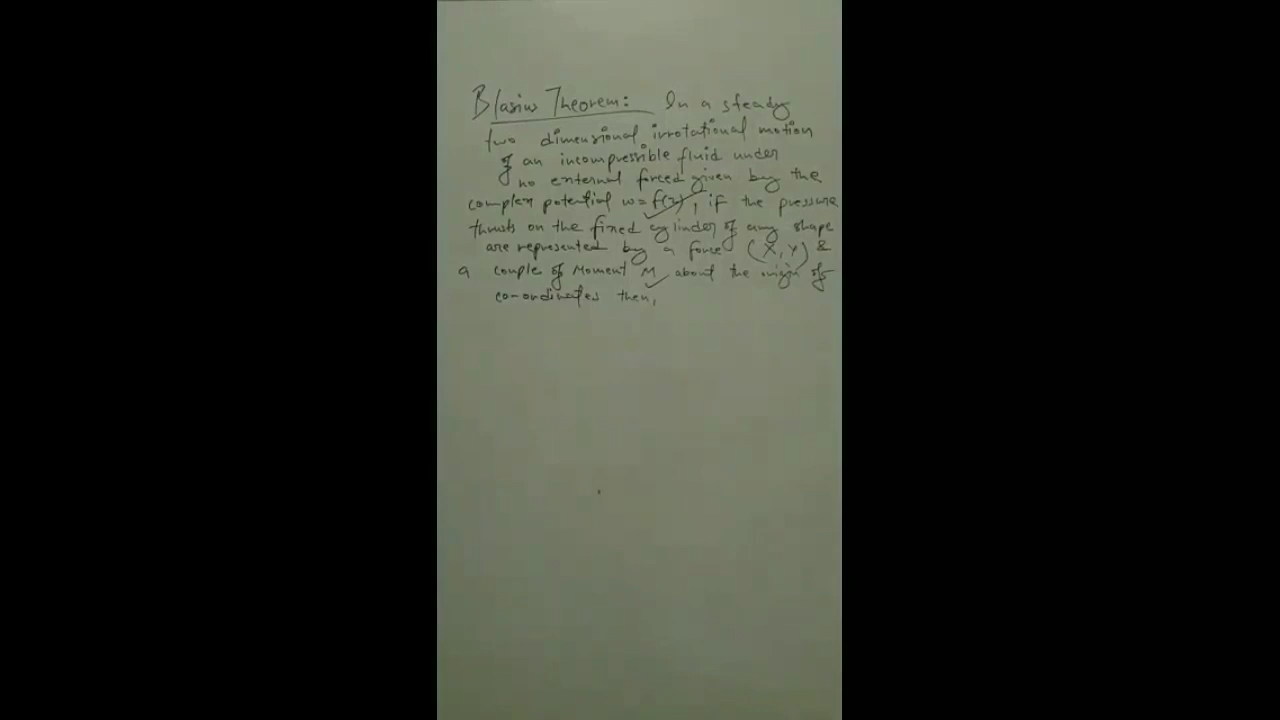 Blasius Theorem: In a steady
two dimensional irrotational motion
of an incompressible fluid under
no external forced given by the
complex potential w = f(z), if the pressure
thrusts on the fixed cylinder of any shape
are represented by a force (X, Y) &
a couple of Moment M about the origin of
co-ordinates then,